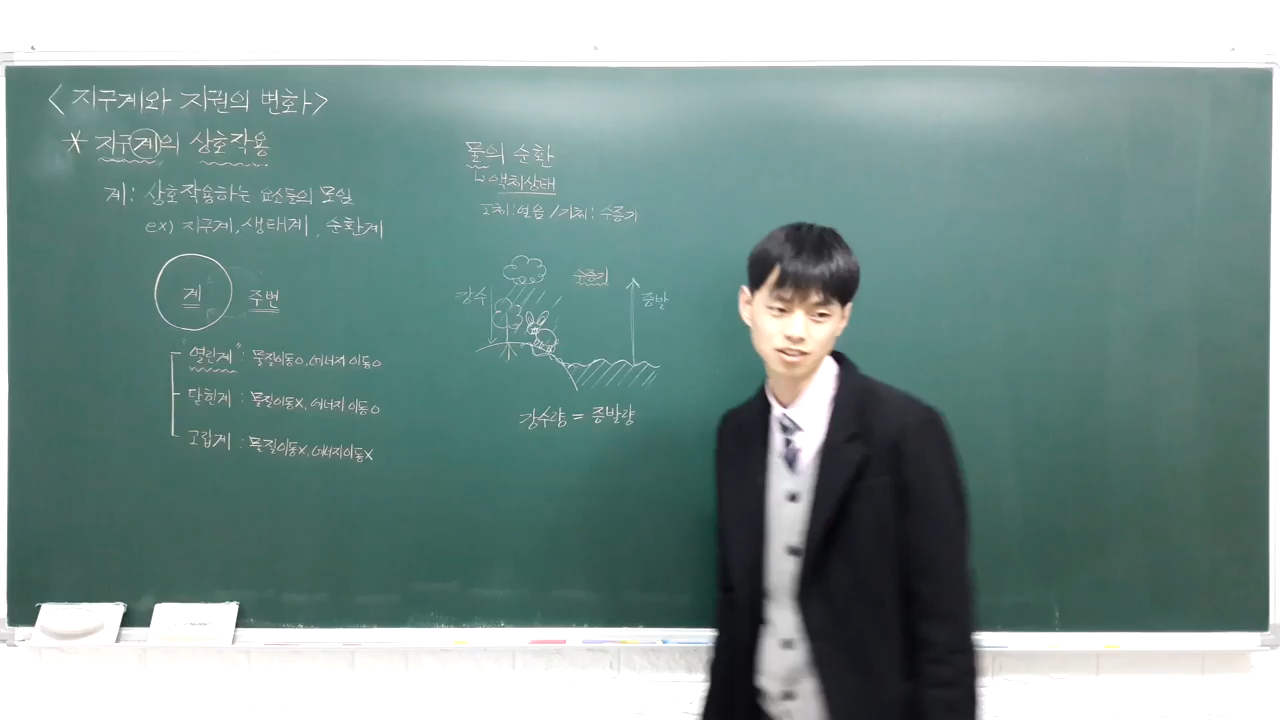 <지구계와 지권의 변화>
* 지구계의 상호작용
계: 상호작용하는 요소들의 모임
ex) 지구계, 생태계, 순환계
계 주변
"열린계": 물질이동o, 에너지 이동o
닫힌계: 물질이동x, 에너지 이동o
고립계: 물질이동x, 에너지이동x
물의 순환
↳ 액체상태
고체:얼음/기체: 수증기
수증기
강수
증발
강수량 = 증발량